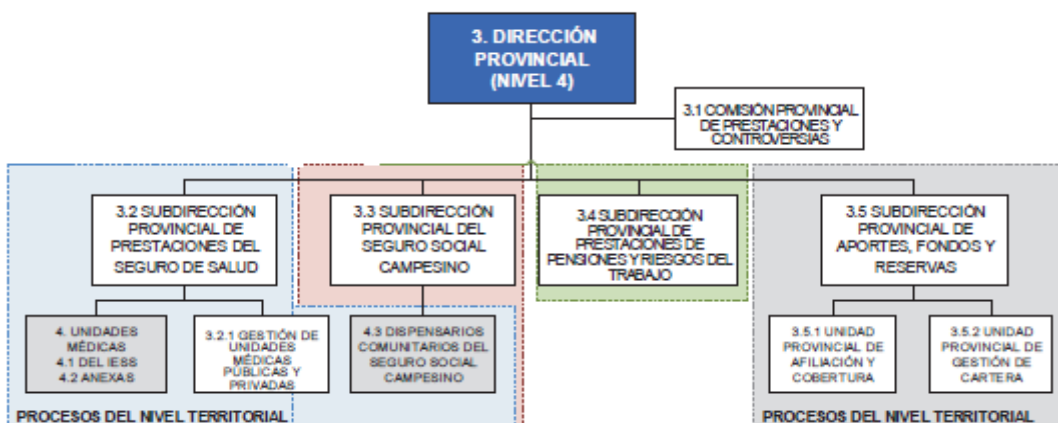 3. DIRECCIÓN
PROVINCIAL
(NIVEL 4)
3.1 COMISIÓN PROVINCIAL
DE PRESTACIONES Y
CONTROVERSIAS
3.2 SUBDIRECCIÓN
PROVINCIAL DE
PRESTACIONES DEL
SEGURO DE SALUD
3.3 SUBDIRECCIÓN
PROVINCIAL DEL
SEGURO SOCIAL
CAMPESINO
3.4 SUBDIRECCIÓN
PROVINCIAL DE
PRESTACIONES DE
PENSIONES Y RIESGOS DEL
TRABAJO
3.5 SUBDIRECCIÓN
PROVINCIAL DE
APORTES, FONDOS Y
RESERVAS
4. UNIDADES
MÉDICAS
4.1 DEL IESS
4.2 ANEXAS
3.2.1 GESTIÓN DE
UNIDADES
MÉDICAS
PÚBLICAS Y
PRIVADAS
4.3 DISPENSARIOS
COMUNITARIOS DEL
SEGURO SOCIAL
CAMPESINO
3.5.1 UNIDAD
PROVINCIAL DE
AFILIACIÓN Y
COBERTURA
3.5.2 UNIDAD
PROVINCIAL DE
GESTIÓN DE
CARTERA
PROCESOS DEL NIVEL TERRITORIAL
PROCESOS DEL NIVEL TERRITORIAL